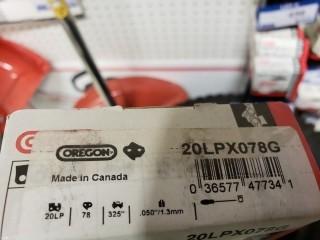 OREGON
20LPX078G
Made in Canada
0 36577 47734 1
20LP
78
.325"
.050"/1.3mm
20LPX078G